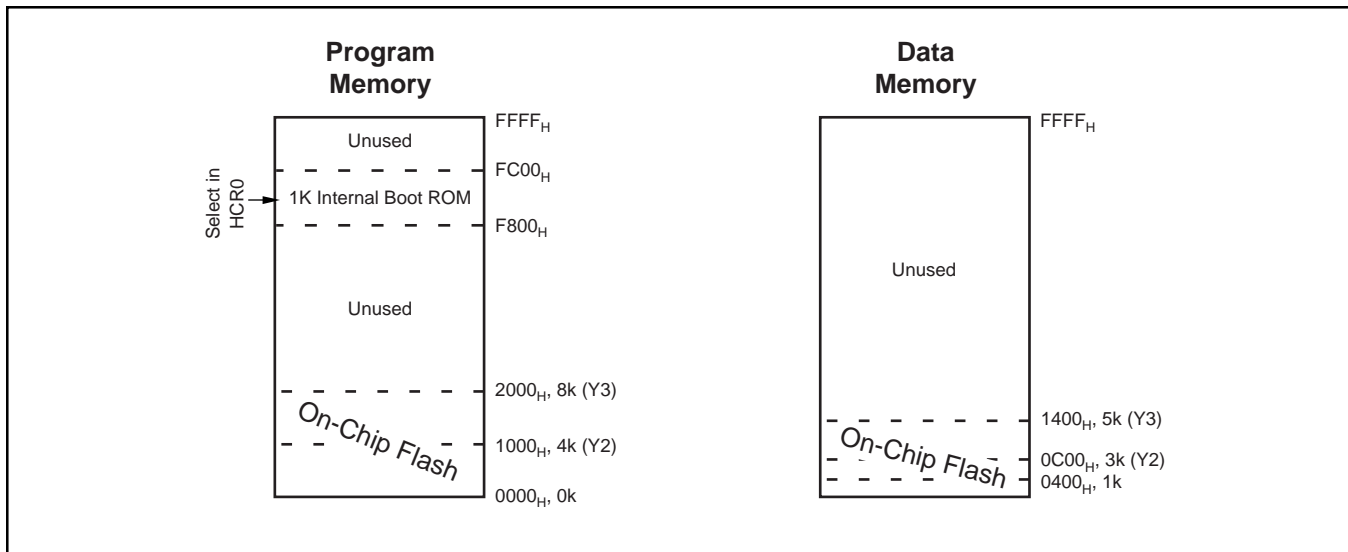 Program
Memory
FFFFH
Unused
FC00H
Select in
HCR0
1K Internal Boot ROM
F800H
Unused
2000H, 8k (Y3)
On-Chip Flash
1000H, 4k (Y2)
0000H, 0k
Data
Memory
FFFFH
Unused
1400H, 5k (Y3)
On-Chip Flash
0C00H, 3k (Y2)
0400H, 1k